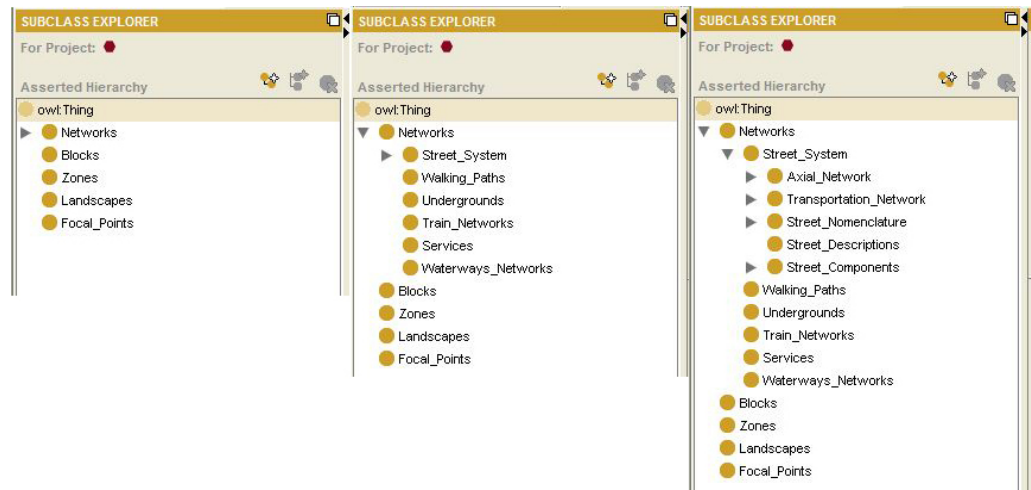 SUBCLASS EXPLORER
For Project:
Asserted Hierarchy
owl:Thing
Networks
Blocks
Zones
Landscapes
Focal_Points
SUBCLASS EXPLORER
For Project:
Asserted Hierarchy
owl:Thing
Networks
Street_System
Walking_Paths
Undergrounds
Train_Networks
Services
Waterways_Networks
Blocks
Zones
Landscapes
Focal_Points
SUBCLASS EXPLORER
For Project:
Asserted Hierarchy
owl:Thing
Networks
Street_System
Axial_Network
Transportation_Network
Street_Nomenclature
Street_Descriptions
Street_Components
Walking_Paths
Undergrounds
Train_Networks
Services
Waterways_Networks
Blocks
Zones
Landscapes
Focal_Points